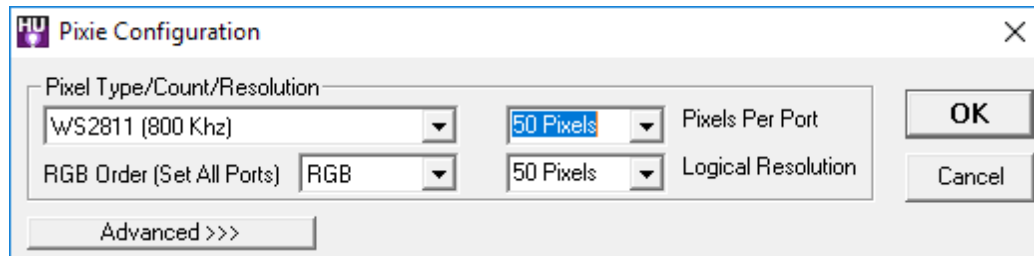 HU Pixie Configuration
Pixel Type/Count/Resolution
WS2811 (800 Khz) 50 Pixels Pixels Per Port OK
RGB Order (Set All Ports) RGB 50 Pixels Logical Resolution Cancel
Advanced >>>